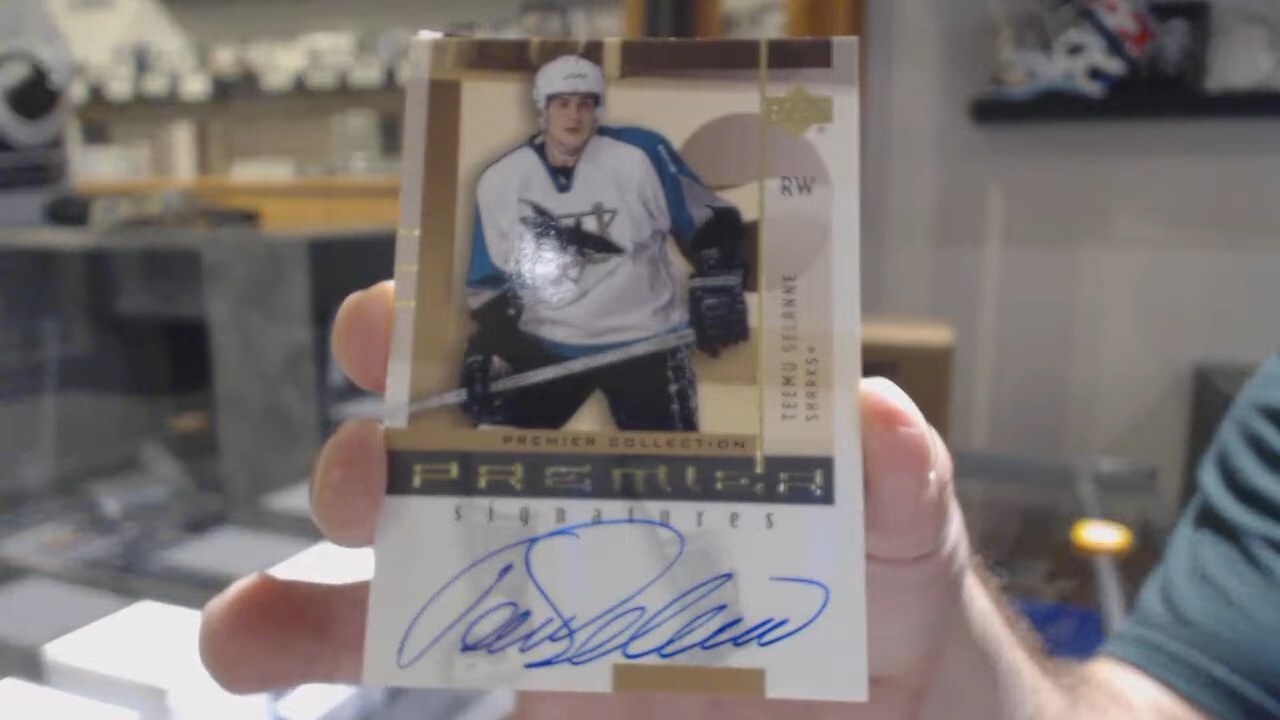 RW
TEEMU SELANNE
SHARKS®
PREMIER COLLECTION
PREMIER
signatures